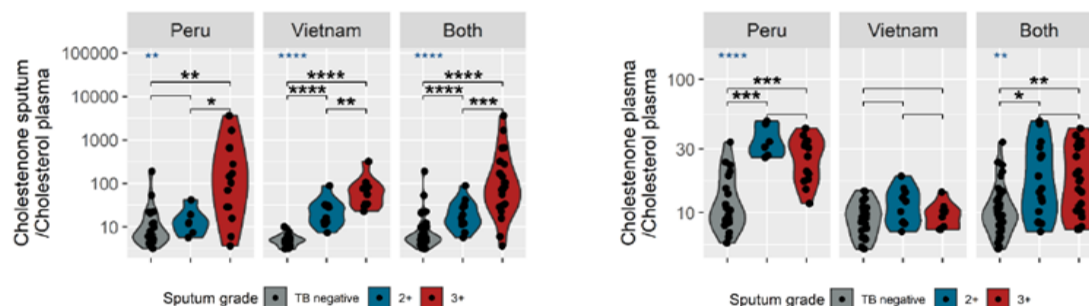 Peru Vietnam Both
Cholestenone sputum
/Cholesterol plasma
100000
10000
1000
100
10
** **** ****
** **** ****
**** ****
* ** ***
Sputum grade TB negative 2+ 3+
Peru Vietnam Both
Cholestenone plasma
/Cholesterol plasma
100
30
10
**** **
*** **
*** *
Sputum grade TB negative 2+ 3+